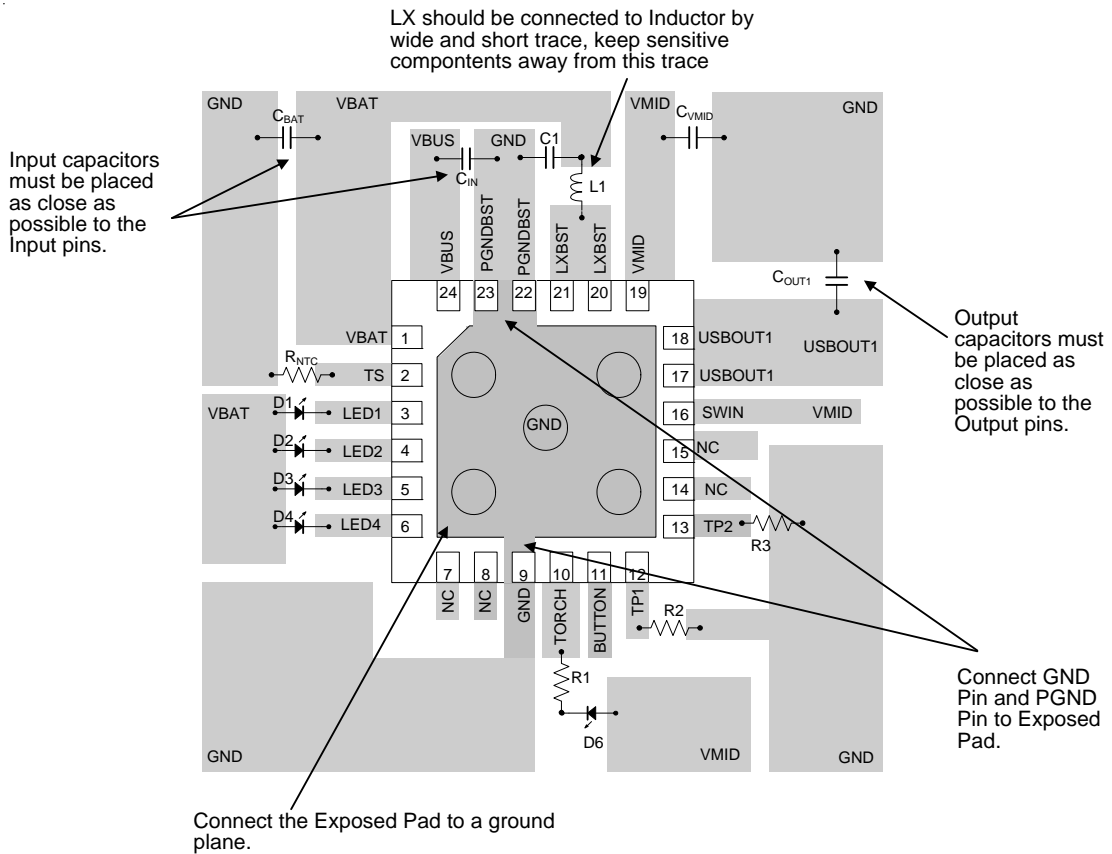 LX should be connected to Inductor by
wide and short trace, keep sensitive
compontents away from this trace
GND
VBAT
VMID
GND
CBAT
CVMID
VBUS
GND
C1
CIN
L1
Input capacitors
must be placed
as close as
possible to the
Input pins.
VBUS
PGNDBST
PGNDBST
LXBST
LXBST
VMID
24
23
22
21
20
19
COUT1
Output
capacitors must
be placed as
close as
possible to the
Output pins.
VBAT
1
18
USBOUT1
USBOUT1
RNTC
TS
2
17
USBOUT1
VBAT
D1
LED1
3
16
SWIN
VMID
GND
D2
LED2
4
15
NC
D3
LED3
5
14
NC
D4
LED4
6
13
TP2
R3
7
8
9
10
11
12
NC
NC
GND
TORCH
BUTTON
TP1
R2
R1
D6
GND
VMID
GND
Connect GND
Pin and PGND
Pin to Exposed
Pad.
Connect the Exposed Pad to a ground
plane.